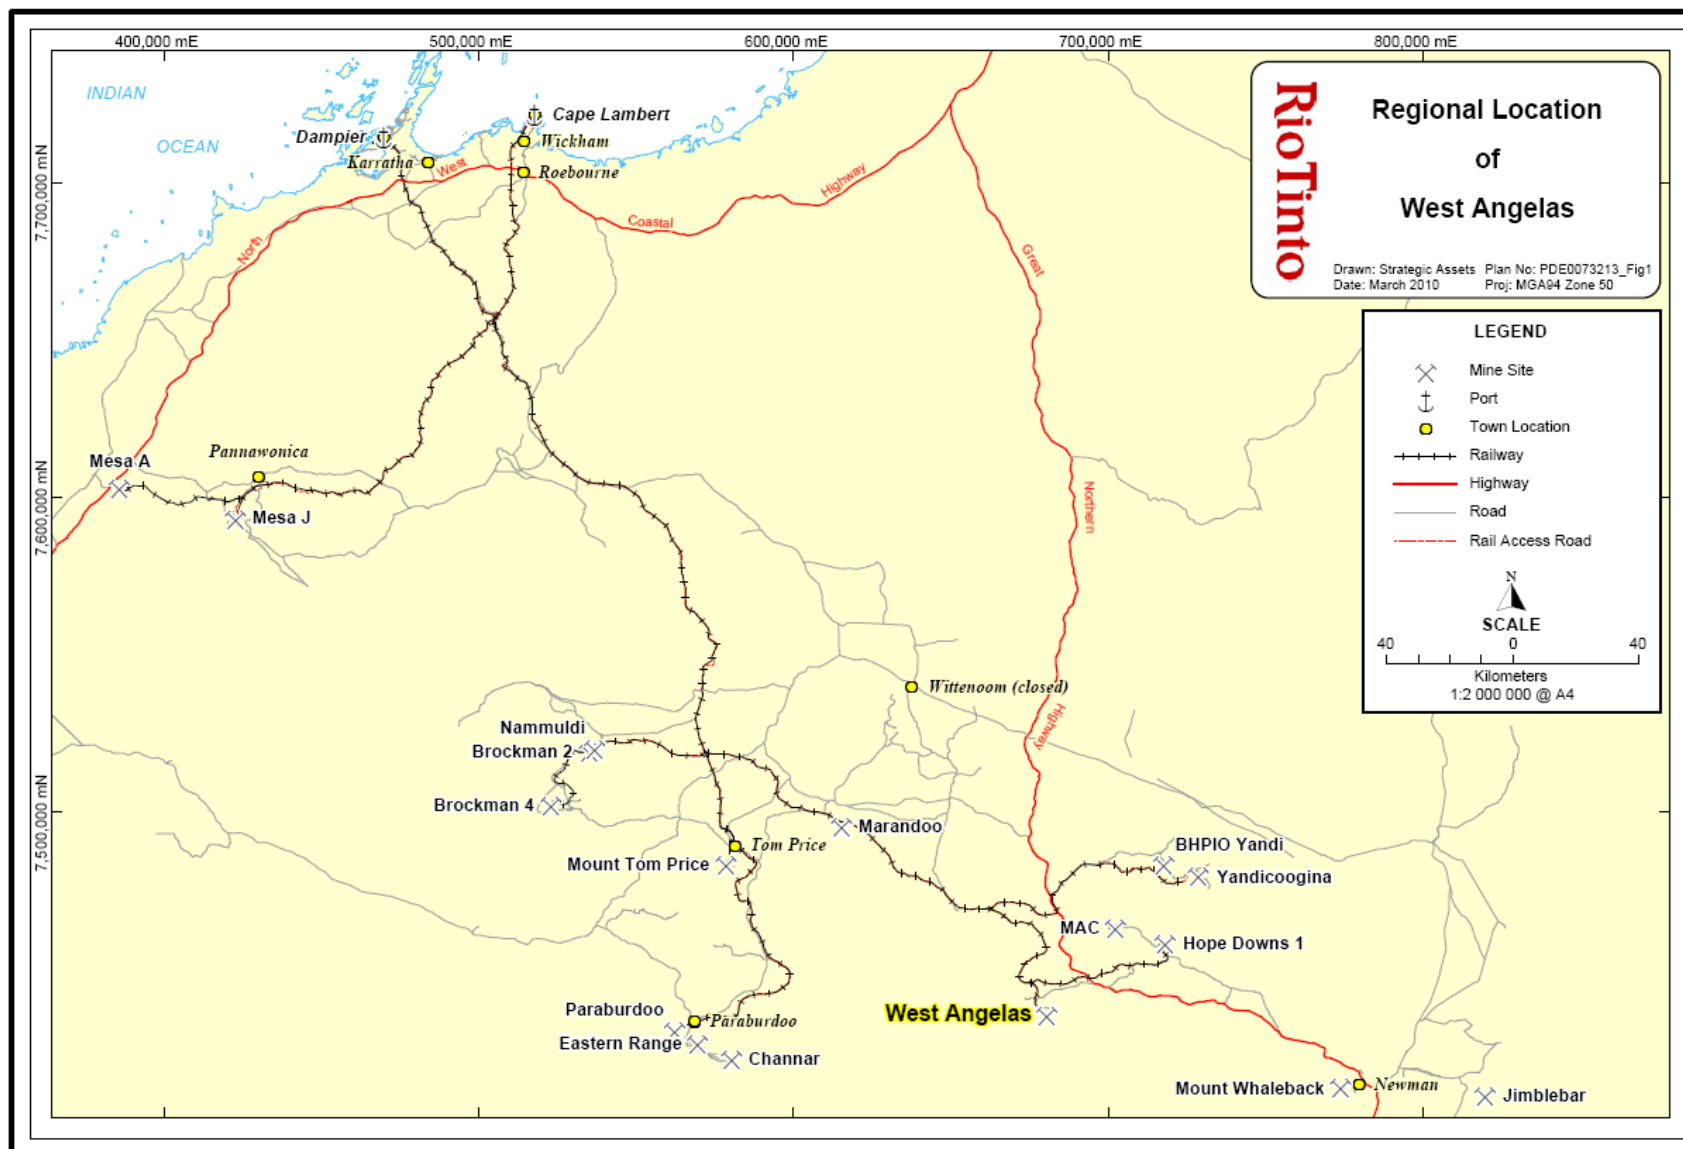 400,000 mE
500,000 mE
600,000 mE
700,000 mE
800,000 mE
7,700,000 mN
7,600,000 mN
7,500,000 mN
INDIAN
OCEAN
Dampier
Karratha
Cape Lambert
Wickham
Roebourne
North
West
Coastal
Highway
Great
Northern
Highway
RioTinto
Regional Location
of
West Angelas
Drawn: Strategic Assets Plan No: PDE0073213_Fig1
Date: March 2010 Proj: MGA94 Zone 50
LEGEND
Mine Site
Port
Town Location
Railway
Highway
Road
Rail Access Road
N
SCALE
40 0 40
Kilometers
1:2 000 000 @ A4
Mesa A
Pannawonica
Mesa J
Wittenoom (closed)
Nammuldi
Brockman 2
Brockman 4
Marandoo
Tom Price
Mount Tom Price
BHPIO Yandi
Yandicoogina
MAC
Hope Downs 1
West Angelas
Paraburdoo
Paraburdoo
Eastern Range
Channar
Mount Whaleback
Newman
Jimblebar